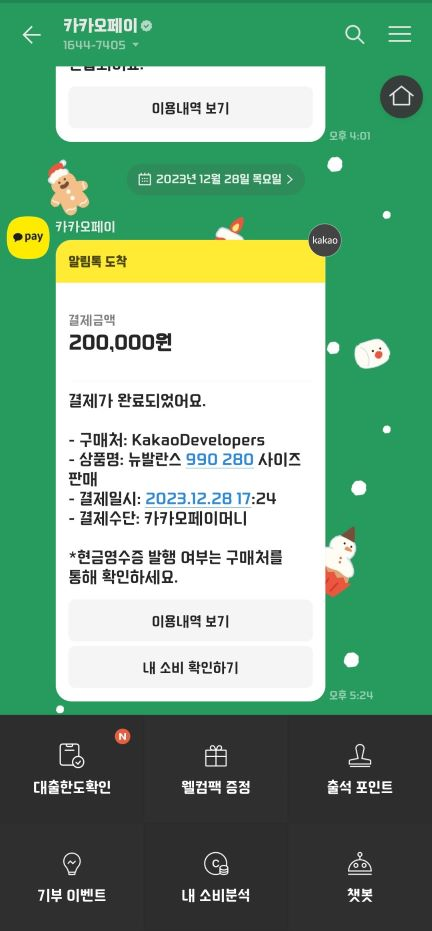 카카오페이
1644-7405
이용내역 보기
오후 4:01
2023년 12월 28일 목요일
pay
카카오페이
kakao
알림톡 도착
결제금액
200,000원
결제가 완료되었어요.
- 구매처: KakaoDevelopers
- 상품명: 뉴발란스 990 280 사이즈
판매
- 결제일시: 2023.12.28 17:24
- 결제수단: 카카오페이머니
*현금영수증 발행 여부는 구매처를
통해 확인하세요.
이용내역 보기
내 소비 확인하기
오후 5:24
N
대출한도확인
웰컴팩 증정
출석 포인트
기부 이벤트
내 소비분석
챗봇